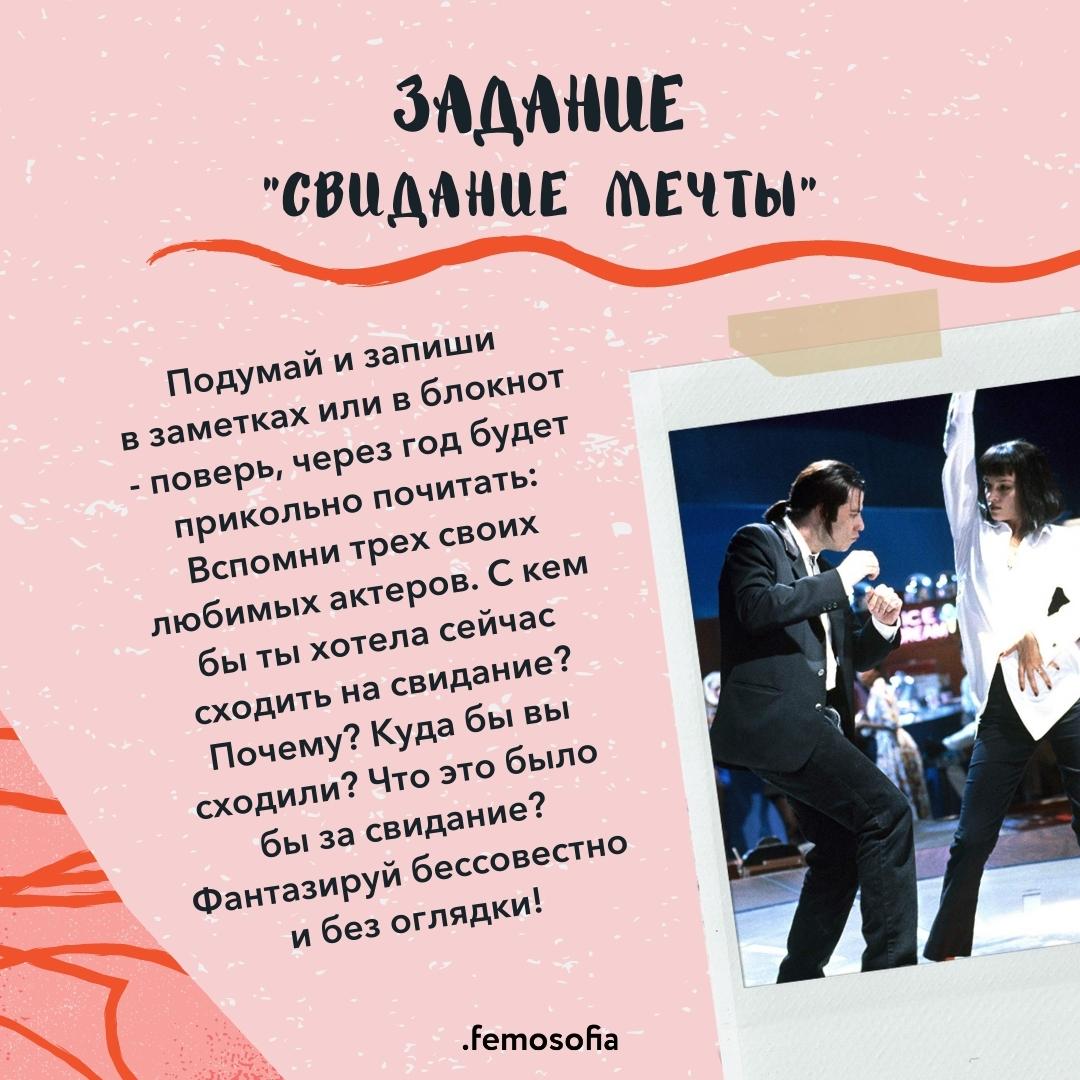 ЗАДАНИЕ
"СВИДАНИЕ МЕЧТЫ"
Подумай и запиши
в заметках или в блокнот
- поверь, через год будет
прикольно почитать:
Вспомни трех своих
любимых актеров. С кем
бы ты хотела сейчас
сходить на свидание?
Почему? Куда бы вы
сходили? Что это было
бы за свидание?
Фантазируй бессовестно
и без оглядки!
.femosofia